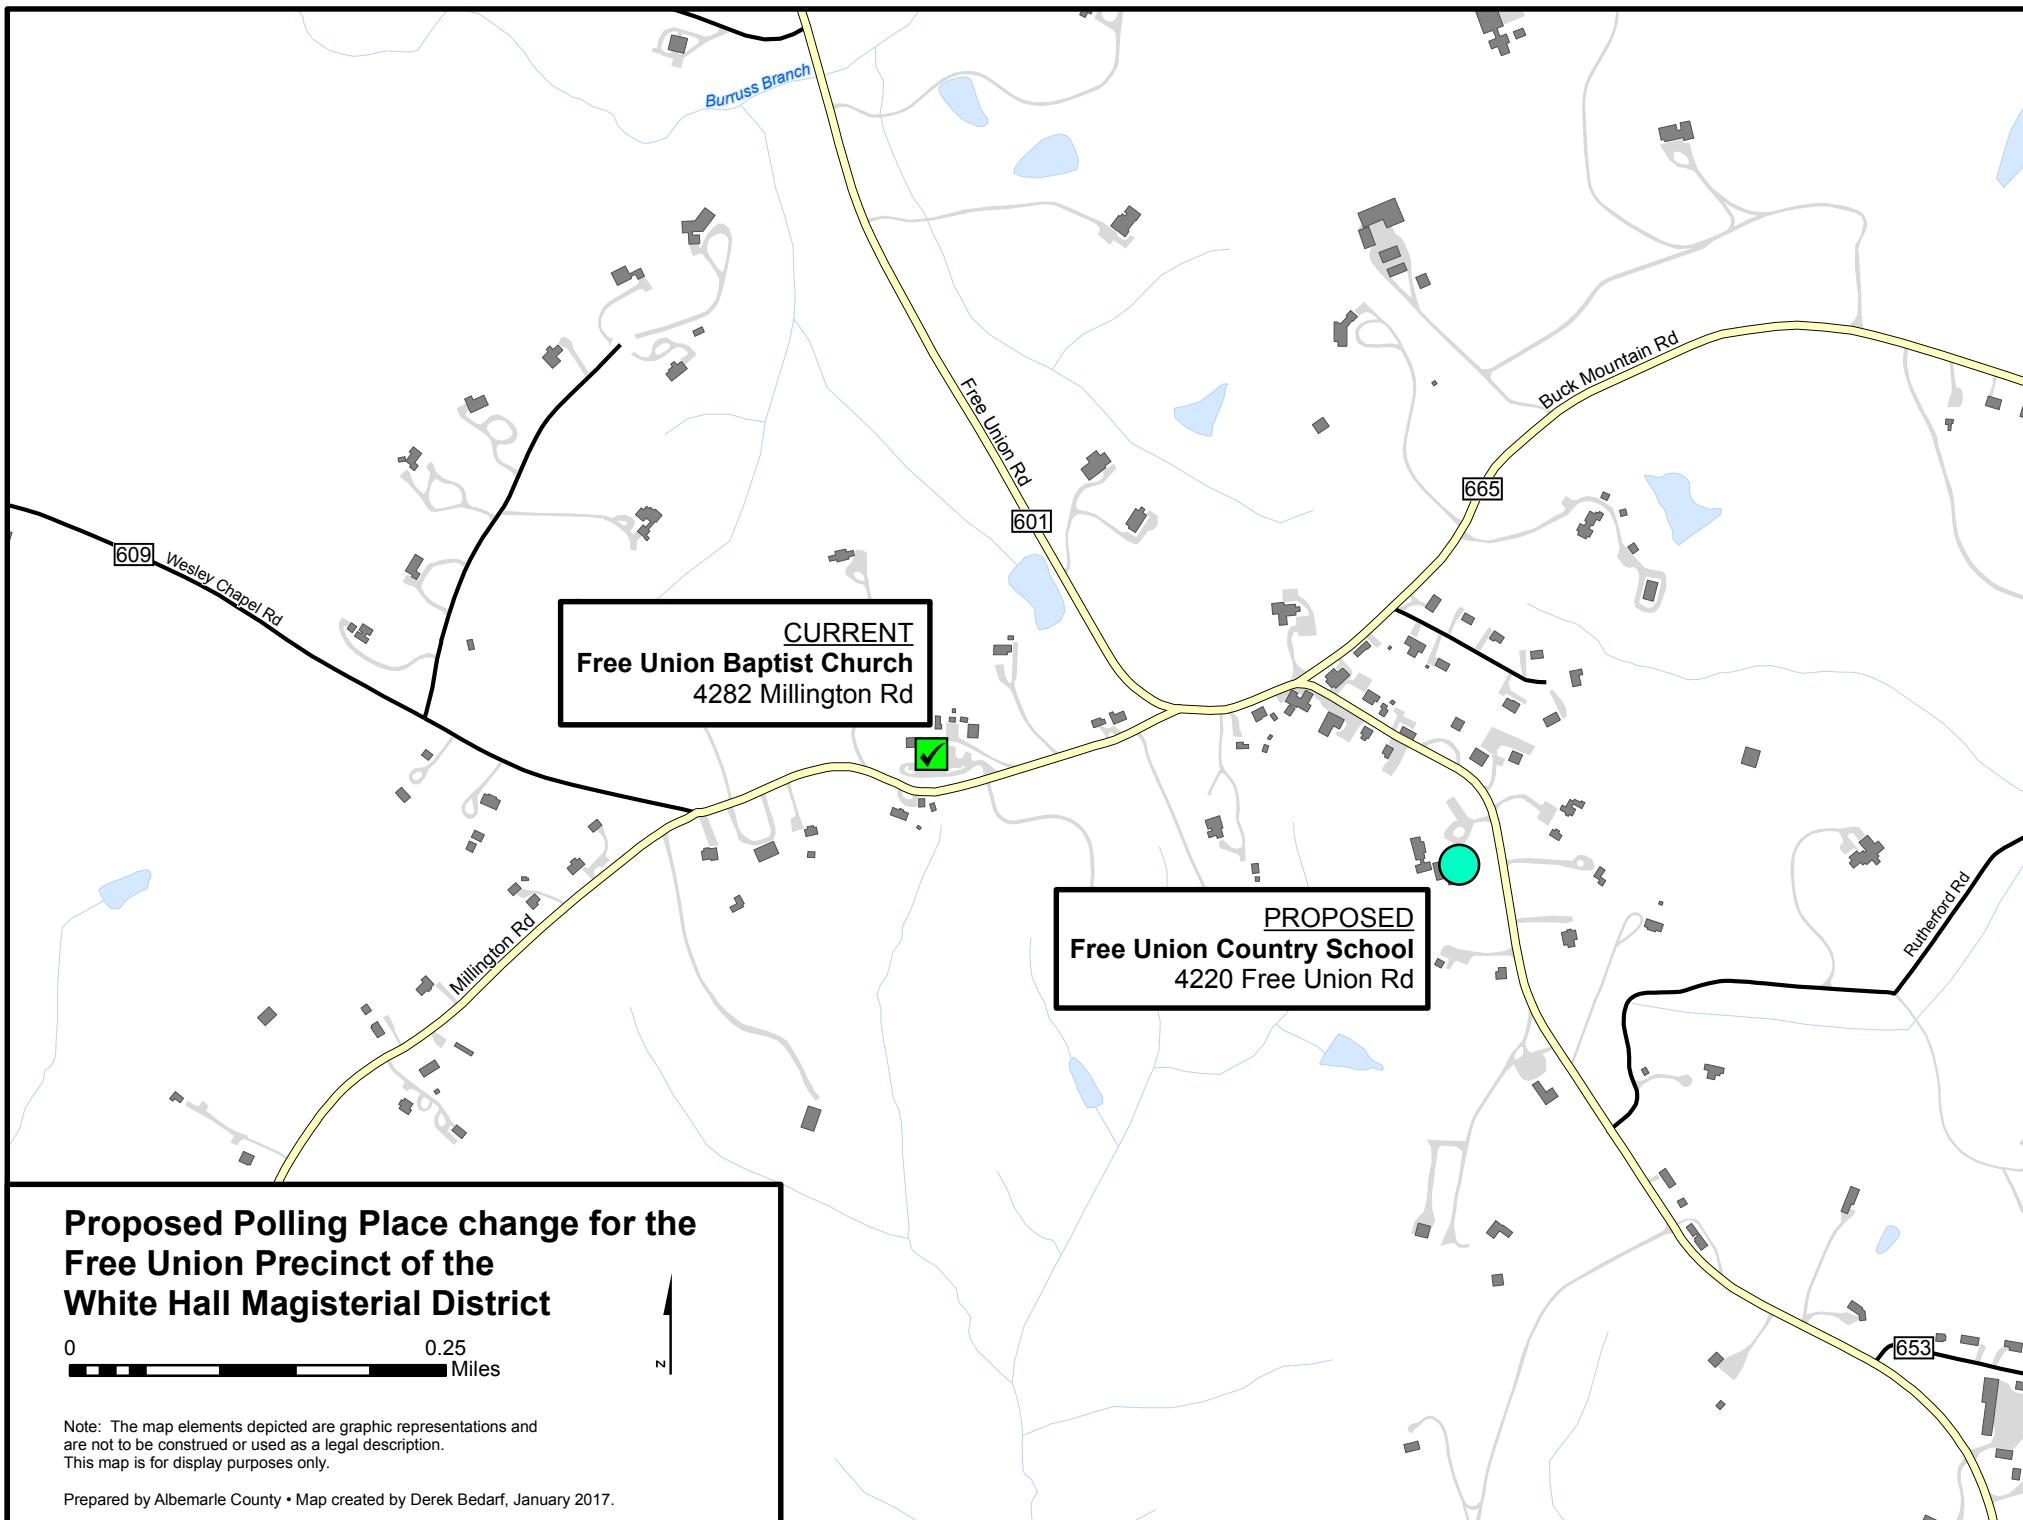 Burruss Branch
Free Union Rd
601
Buck Mountain Rd
665
609
Wesley Chapel Rd
CURRENT
Free Union Baptist Church
4282 Millington Rd
PROPOSED
Free Union Country School
4220 Free Union Rd
Millington Rd
Rutherford Rd
653
Proposed Polling Place change for the
Free Union Precinct of the
White Hall Magisterial District
0 0.25
Miles
N
Note: The map elements depicted are graphic representations and
are not to be construed or used as a legal description.
This map is for display purposes only.
Prepared by Albemarle County • Map created by Derek Bedarf, January 2017.